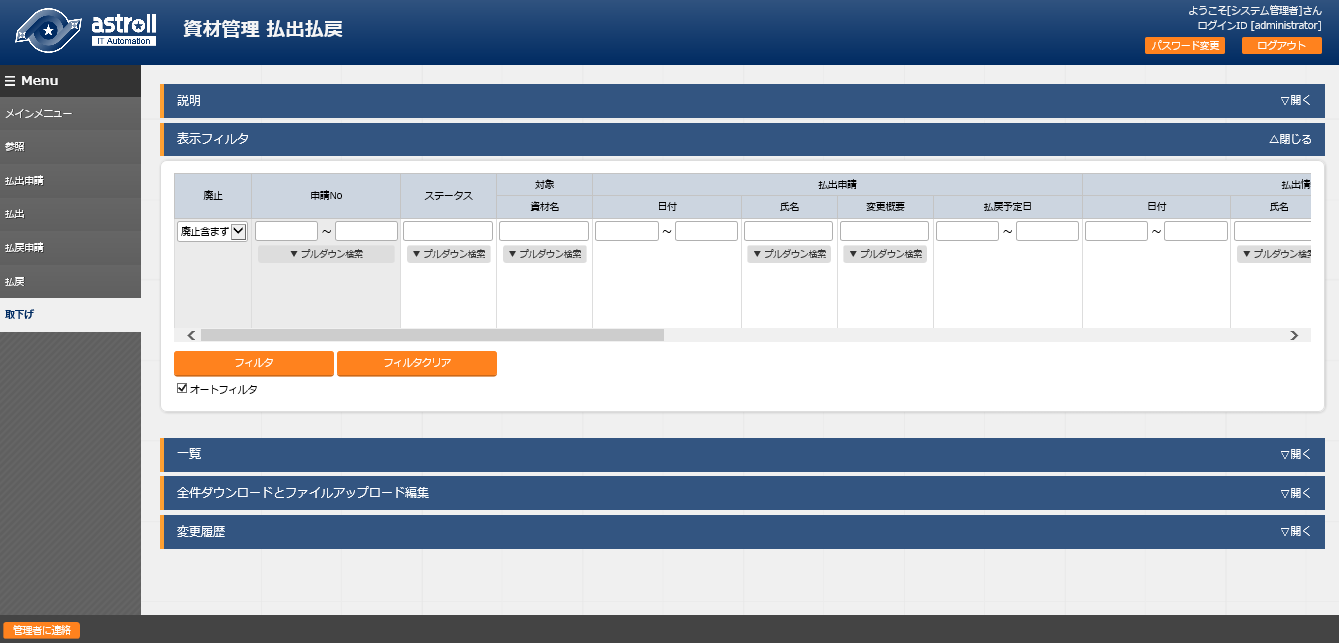 astroll
IT Automation
資材管理 払出払戻
ようこそ[システム管理者]さん
ログインID [administrator]
パスワード変更 ログアウト
☰ Menu
メインメニュー
参照
払出申請
払出
払戻申請
払戻
取下げ
説明 ▽開く
表示フィルタ △閉じる
廃止 申請No ステータス 対象 払出申請 払出情
資材名 日付 氏名 変更概要 払戻予定日 日付 氏名
廃止含まず ～ ～ ～ ～
▼プルダウン検索 ▼プルダウン検索 ▼プルダウン検索 ▼プルダウン検索 ▼プルダウン検索 ▼プルダウン検索
フィルタ フィルタクリア
オートフィルタ
一覧 ▽開く
全件ダウンロードとファイルアップロード編集 ▽開く
変更履歴 ▽開く
管理者に連絡